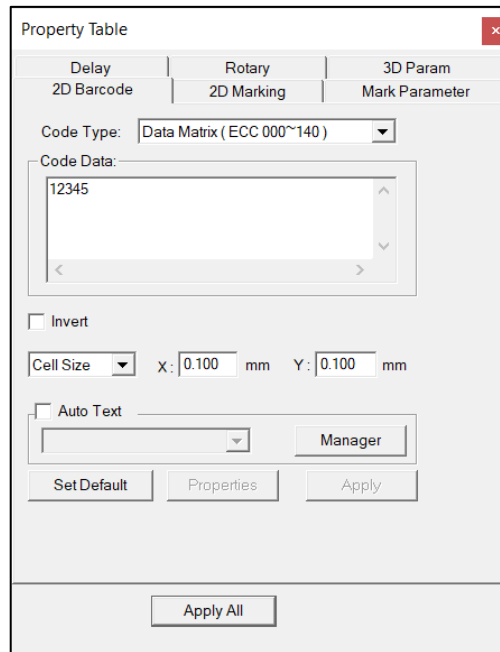 Property Table
Delay Rotary 3D Param
2D Barcode 2D Marking Mark Parameter
Code Type: Data Matrix ( ECC 000~140 )
Code Data:
12345
Invert
Cell Size X : 0.100 mm Y : 0.100 mm
Auto Text
Manager
Set Default Properties Apply
Apply All